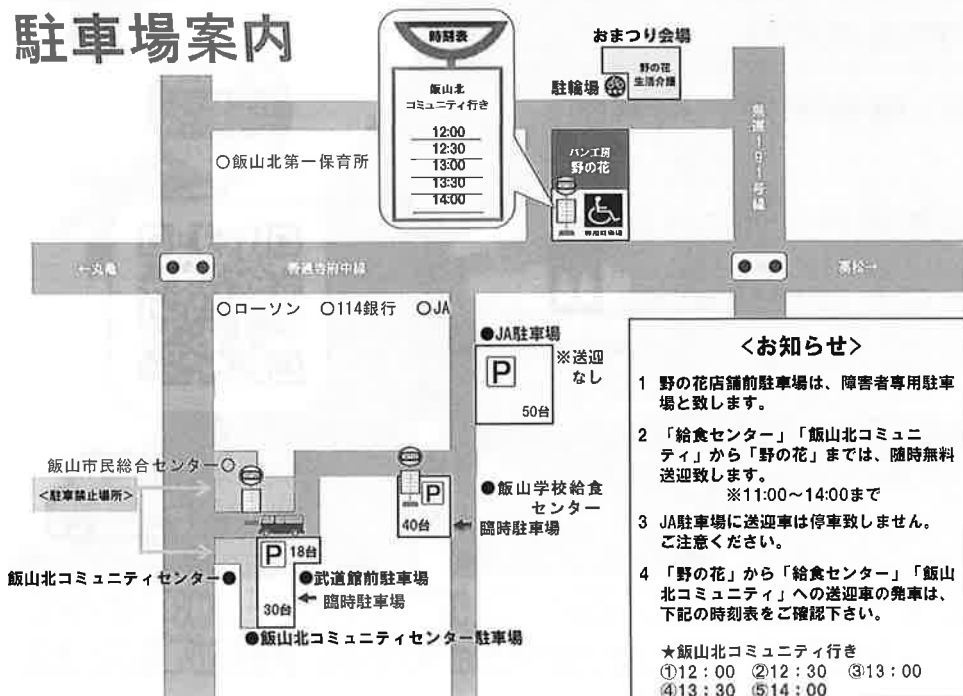 駐車場案内
時刻表
飯山北
コミュニティ行き
12:00
12:30
13:00
13:30
14:00
おまつり会場
野の花
生活介護
駐輪場
県道191号線
○飯山北第一保育所
パン工房
野の花
専用駐車場
←丸亀
善通寺府中線
高松→
○ローソン ○114銀行 ○JA
●JA駐車場
※送迎
なし
P
50台
飯山市民総合センター○
<駐車禁止場所>
P
40台
●飯山学校給食
センター
← 臨時駐車場
P 18台
30台
飯山北コミュニティセンター●
●武道館前駐車場
← 臨時駐車場
●飯山北コミュニティセンター駐車場
<お知らせ>
1 野の花店舗前駐車場は、障害者専用駐車
場と致します。
2 「給食センター」「飯山北コミュニ
ティ」から「野の花」までは、随時無料
送迎致します。
※11:00～14:00まで
3 JA駐車場に送迎車は停車致しません。
ご注意ください。
4 「野の花」から「給食センター」「飯山
北コミュニティ」への送迎車の発車は、
下記の時刻表をご確認下さい。
★飯山北コミュニティ行き
①12：00 ②12：30 ③13：00
④13：30 ⑤14：00